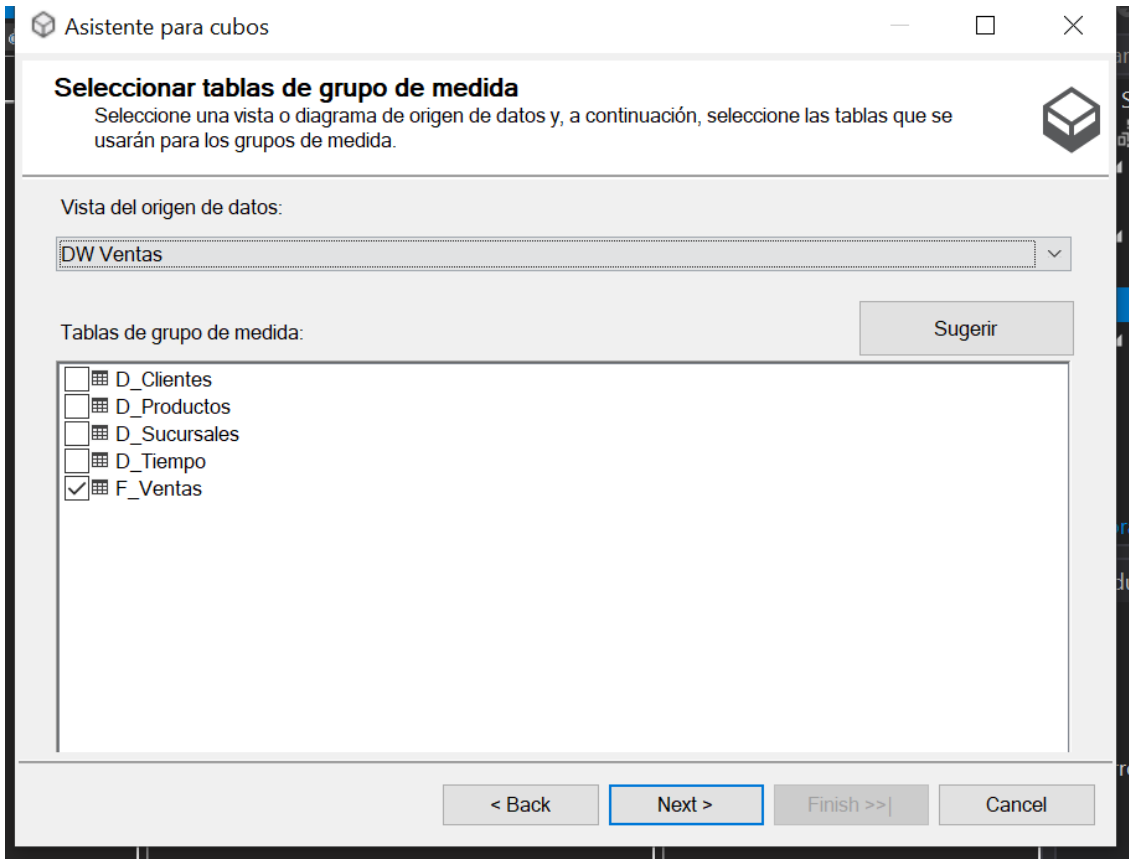 Asistente para cubos
Seleccionar tablas de grupo de medida
Seleccione una vista o diagrama de origen de datos y, a continuación, seleccione las tablas que se
usarán para los grupos de medida.
Vista del origen de datos:
DW Ventas
Tablas de grupo de medida:
Sugerir
D_Clientes
D_Productos
D_Sucursales
D_Tiempo
F_Ventas
< Back
Next >
Finish >>|
Cancel